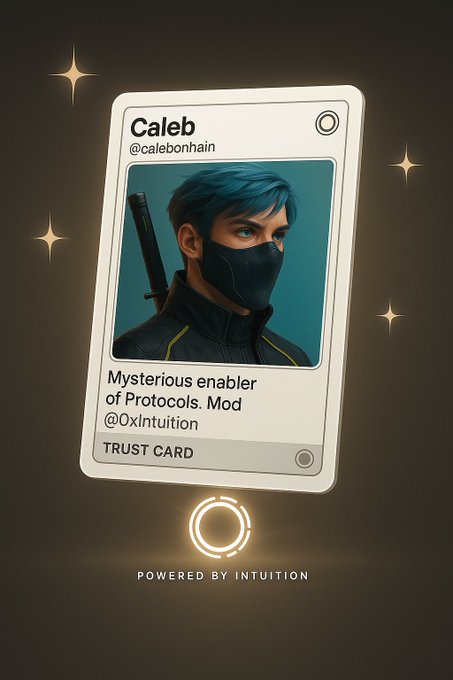 Caleb
@calebonhain
Mysterious enabler
of Protocols. Mod
@0xIntuition
TRUST CARD
POWERED BY INTUITION